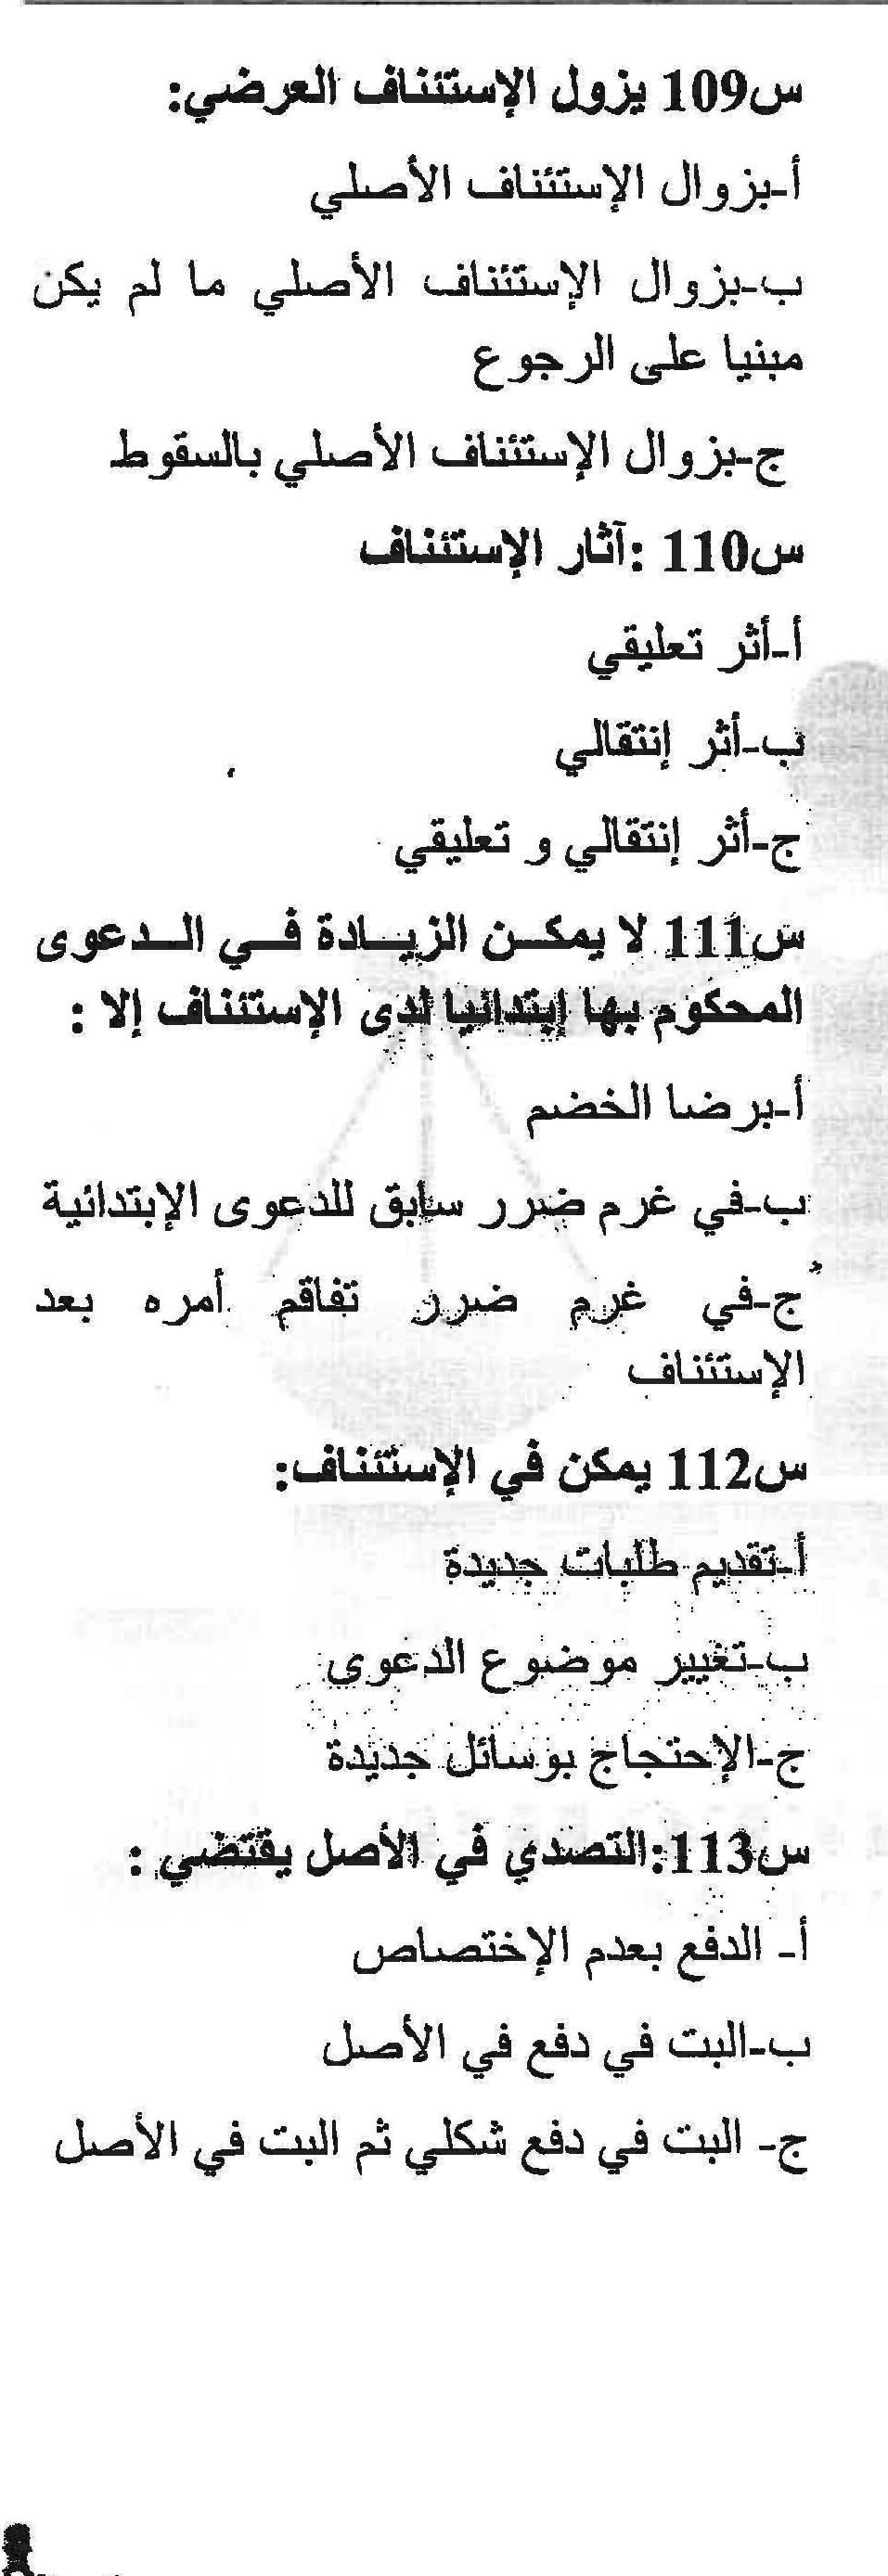 س109 يزول الإستئناف العرضي:
أ-بزوال الإستئناف الأصلي
ب-بزوال الإستئناف الأصلي ما لم يكن
مبنيا على الرجوع
ج-بزوال الإستئناف الأصلي بالسقوط
س110 :آثار الإستئناف
أ-أثر تعليقي
ب-أثر إنتقالي
ج-أثر إنتقالي و تعليقي
س111 لا يمكن الزيادة في الدعوى
المحكوم بها إبتدائيا لدى الإستئناف إلا :
أ-برضا الخضم
ب-في غرم ضرر سابق للدعوى الإبتدائية
ج-في غرم ضرر تفاقم أمره بعد
الإستئناف
س112 يمكن في الإستئناف:
أ-تقديم طلبات جديدة
ب-تغيير موضوع الدعوى
ج-الإحتجاج بوسائل جديدة
س113:التصدي في الأصل يقتضي :
أ- الدفع بعدم الإختصاص
ب-البت في دفع في الأصل
ج- البت في دفع شكلي ثم البت في الأصل